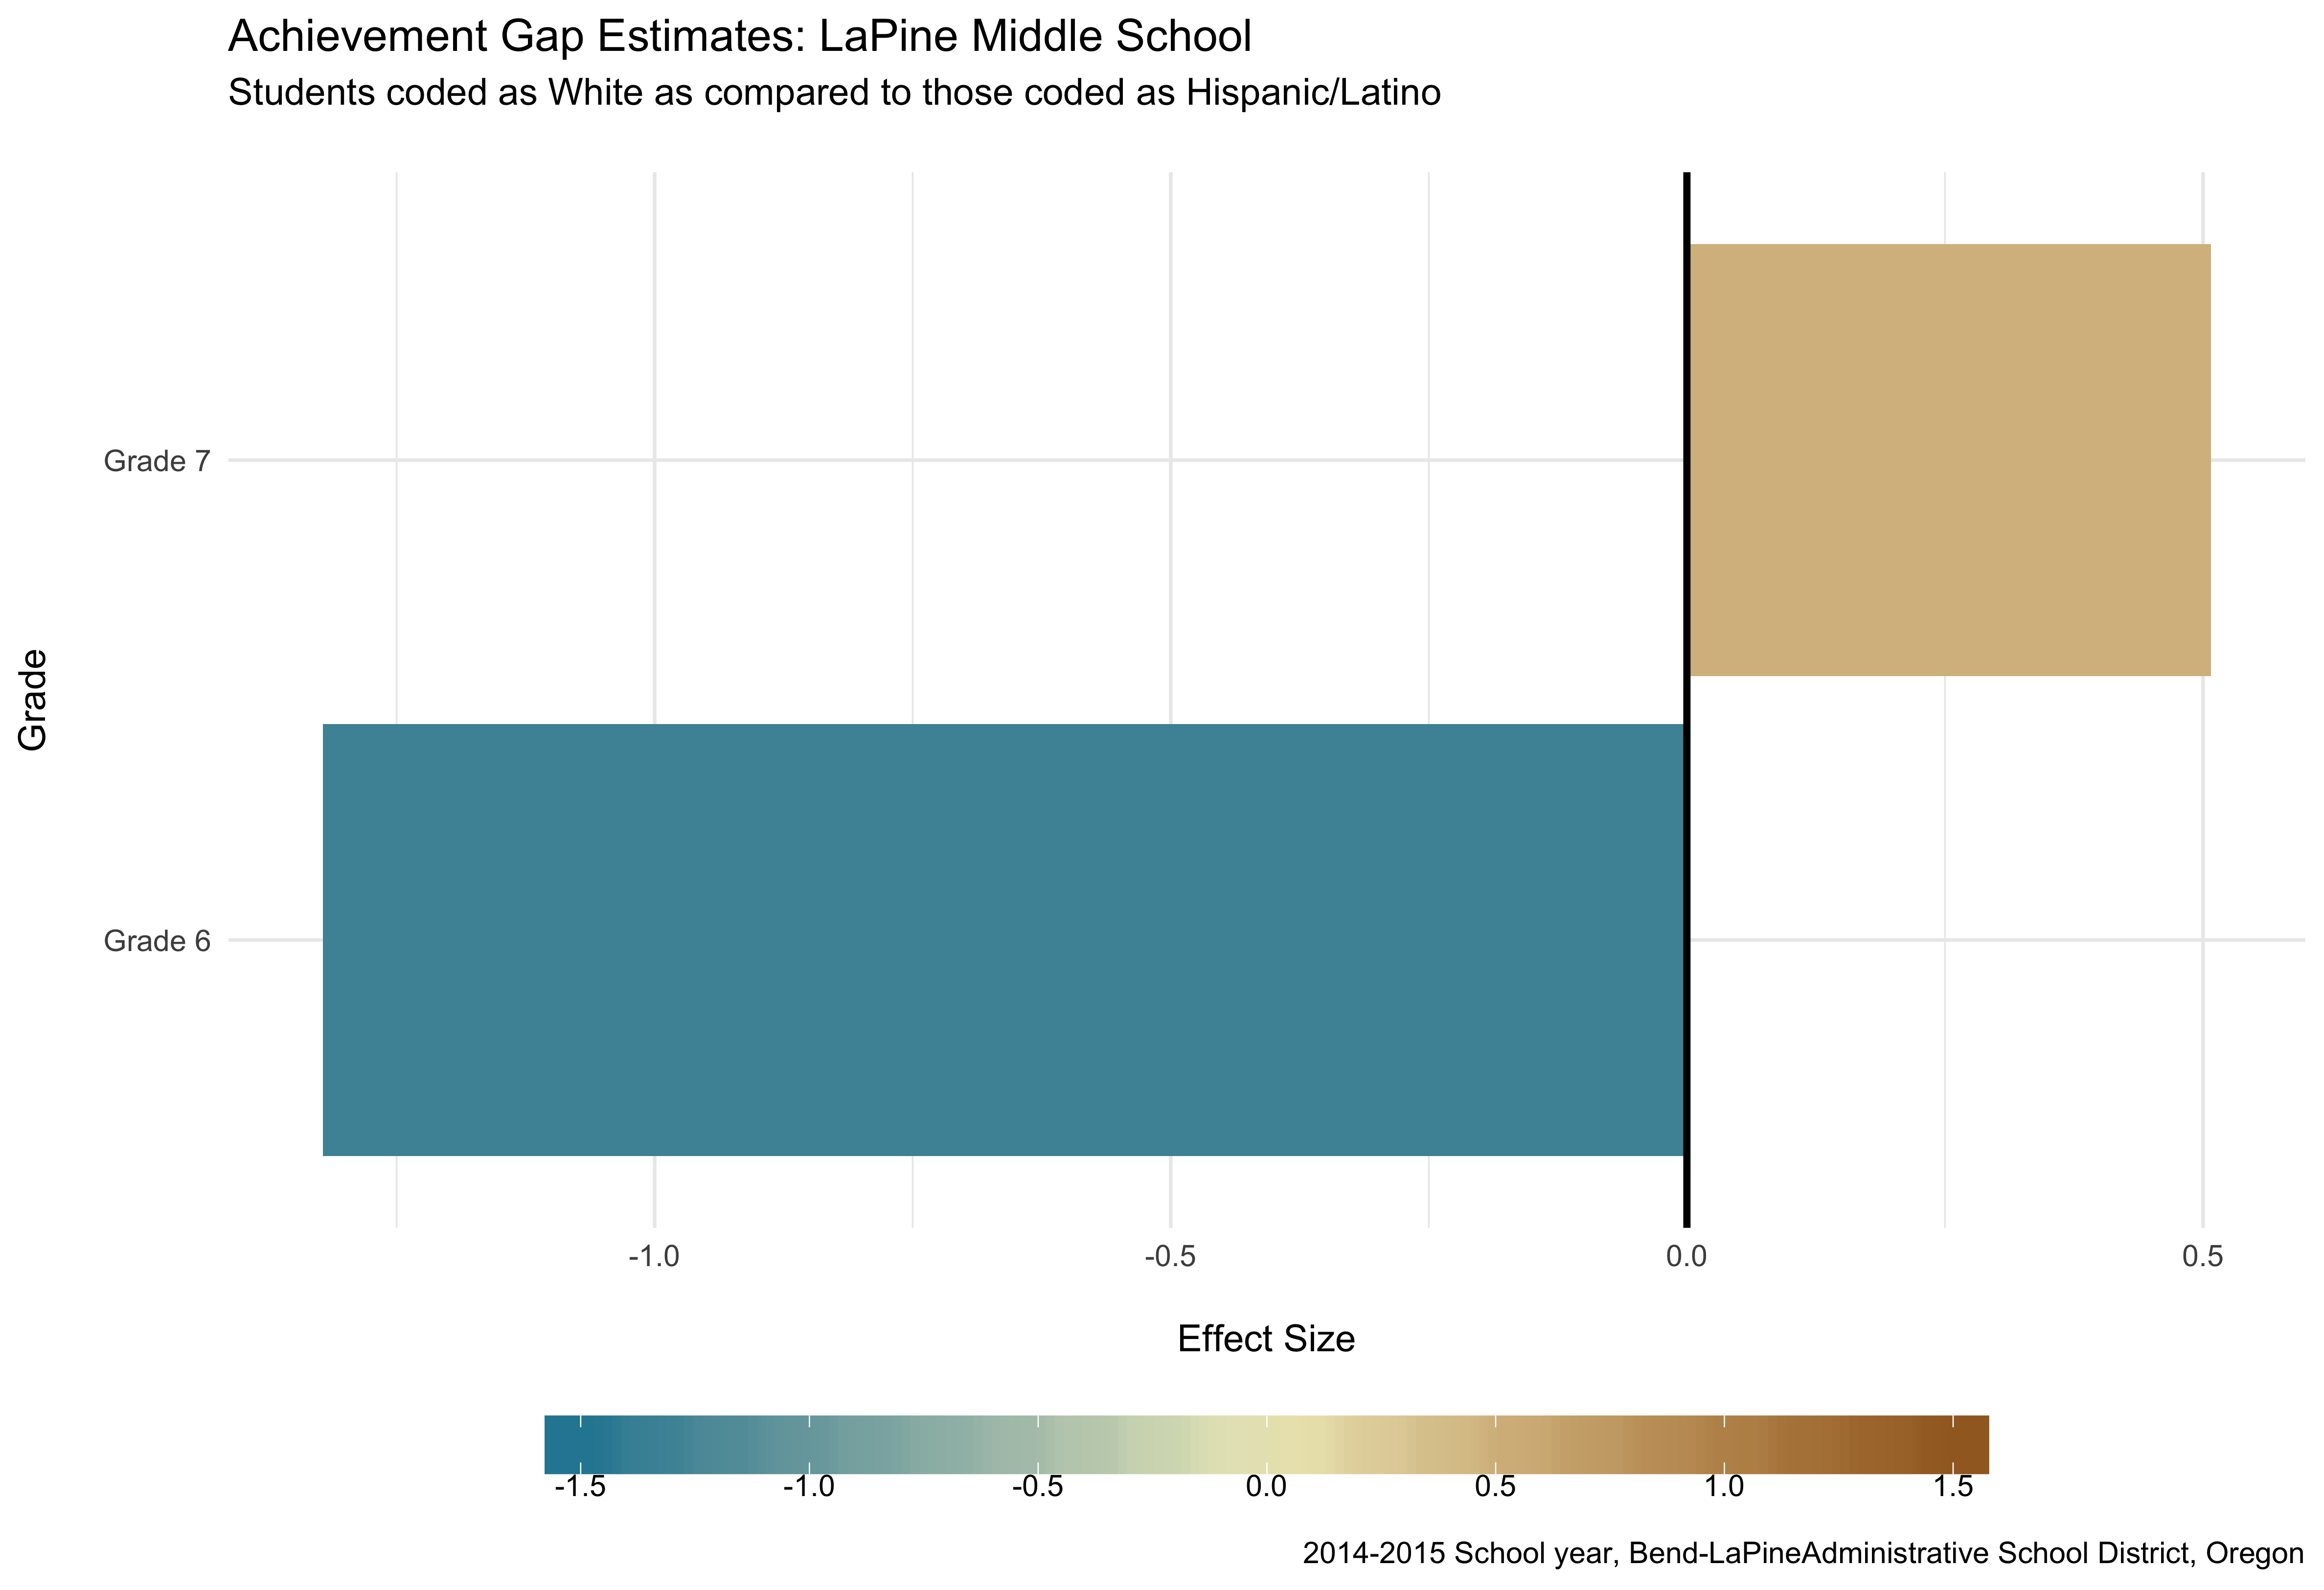 Achievement Gap Estimates: LaPine Middle School
Students coded as White as compared to those coded as Hispanic/Latino
Grade
Grade 7
Grade 6
-1.0 -0.5 0.0 0.5
Effect Size
-1.5 -1.0 -0.5 0.0 0.5 1.0 1.5
2014-2015 School year, Bend-LaPineAdministrative School District, Oregon